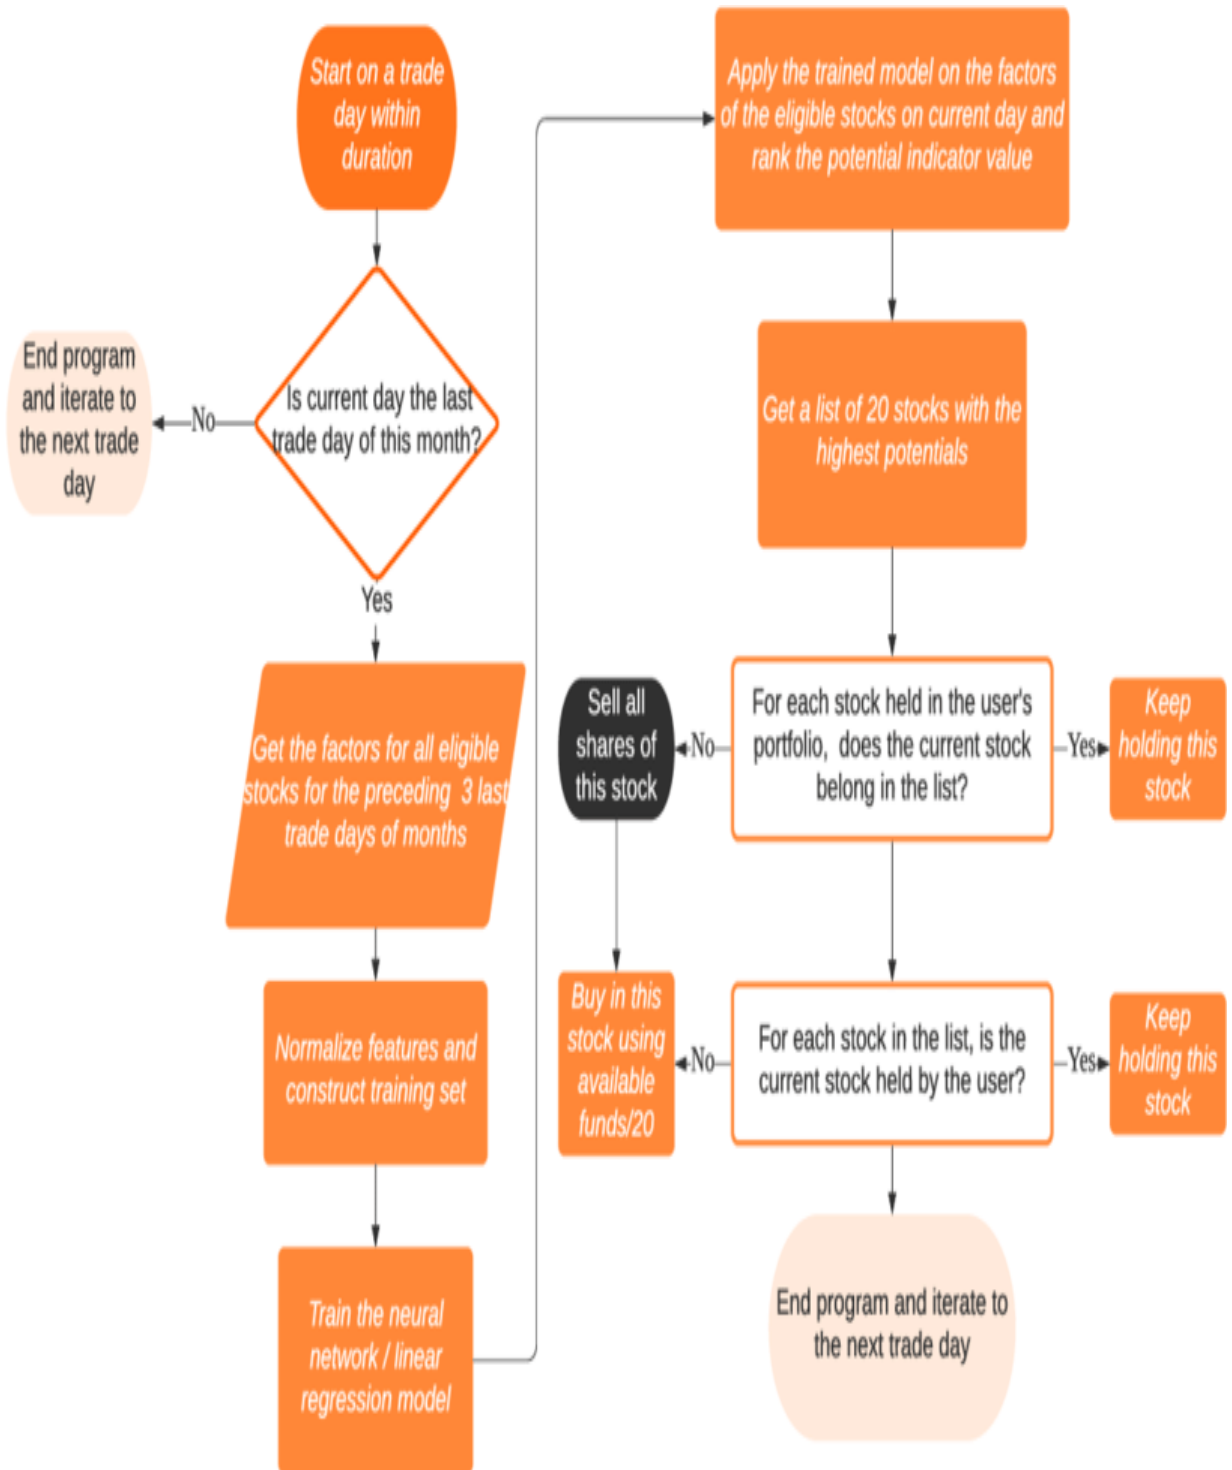 Start on a trade
day within
duration
Is current day the last
trade day of this month?
No
End program
and iterate to
the next trade
day
Yes
Get the factors for all eligible
stocks for the preceding 3 last
trade days of months
Normalize features and
construct training set
Train the neural
network / linear
regression model
Apply the trained model on the factors
of the eligible stocks on current day and
rank the potential indicator value
Get a list of 20 stocks with the
highest potentials
For each stock held in the user's
portfolio, does the current stock
belong in the list?
No
Sell all
shares of
this stock
Yes
Keep
holding this
stock
For each stock in the list, is the
current stock held by the user?
No
Buy in this
stock using
available
funds/20
Yes
Keep
holding this
stock
End program and iterate to
the next trade day